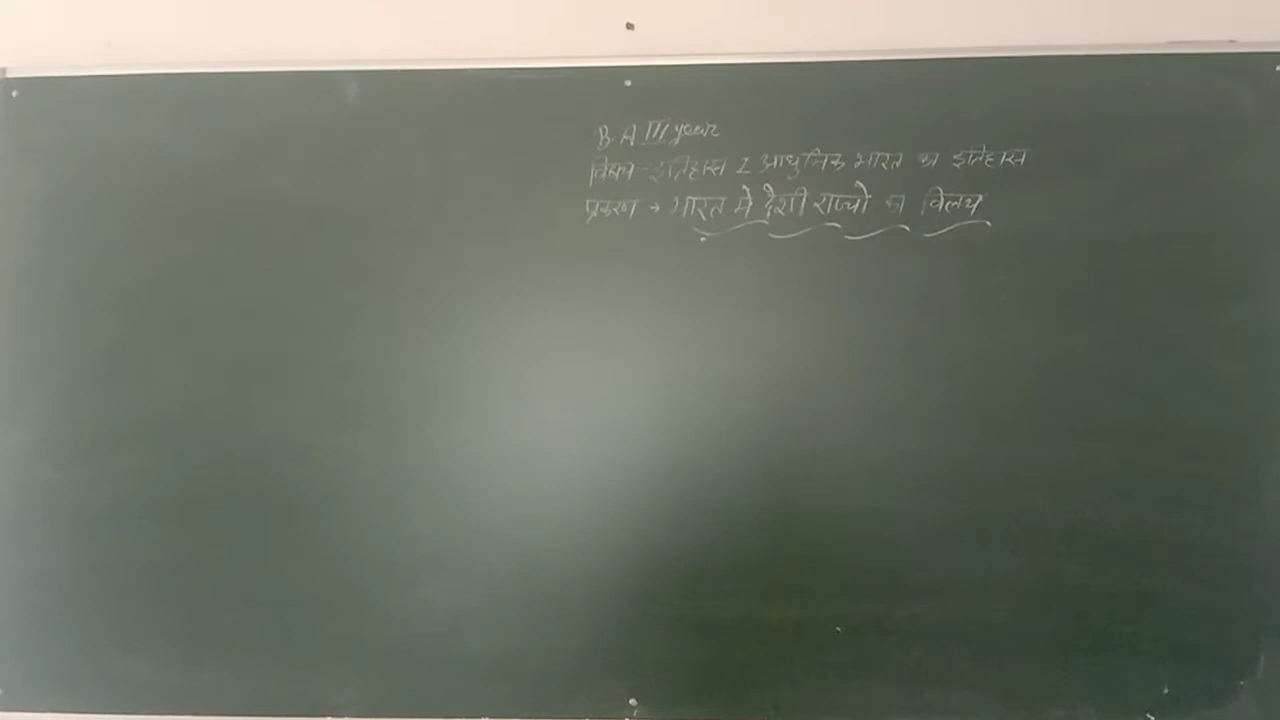 B.A III year
विषय - इतिहास 2 आधुनिक भारत का इतिहास
प्रकरण → भारत में देशी राज्यो का विलय